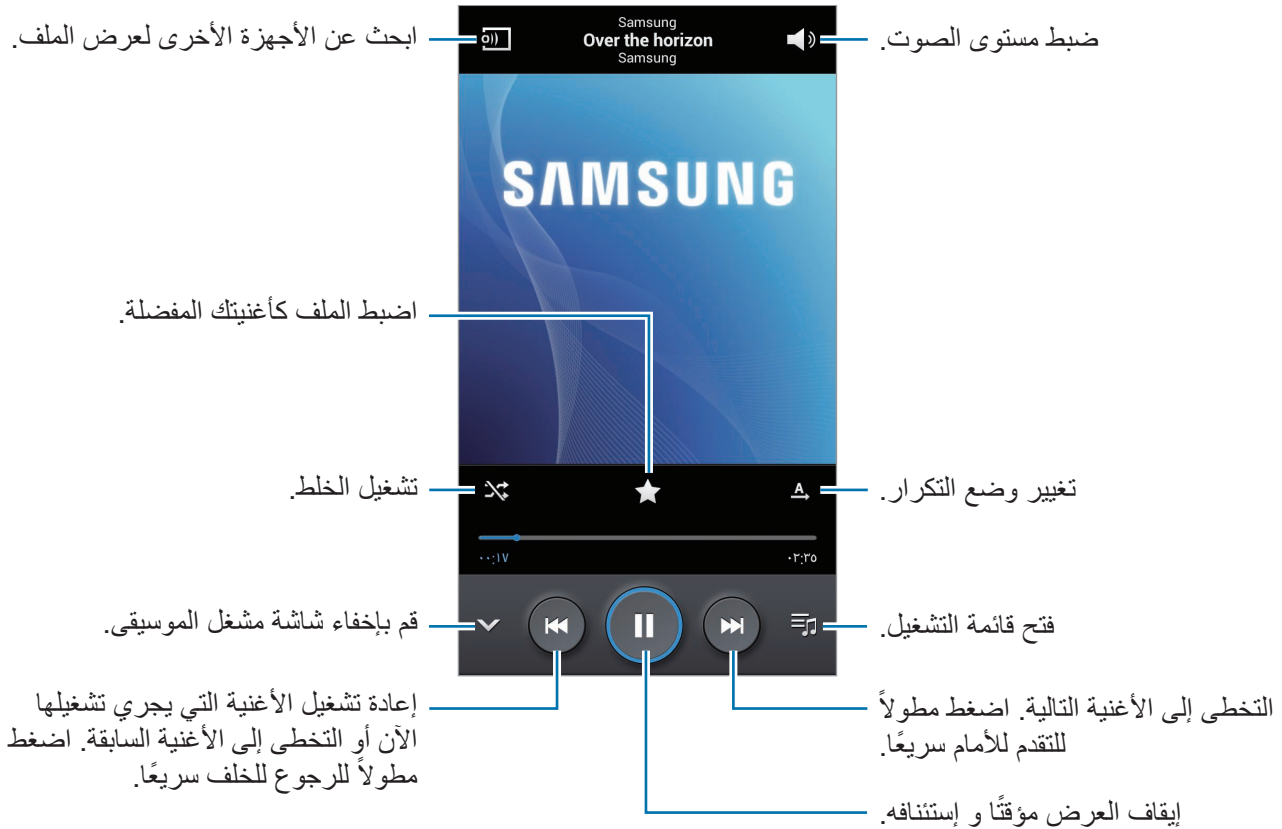 ابحث عن الأجهزة الأخرى لعرض الملف.
Samsung
Over the horizon
Samsung
ضبط مستوى الصوت.
SAMSUNG
اضبط الملف كأغنيتك المفضلة.
تشغيل الخلط.
A
تغيير وضع التكرار.
٠٠:١٧
٠٣:٣٥
قم بإخفاء شاشة مشغل الموسيقى.
فتح قائمة التشغيل.
إعادة تشغيل الأغنية التي يجري تشغيلها
الآن أو التخطى إلى الأغنية السابقة. اضغط
مطولاً للرجوع للخلف سريعًا.
التخطى إلى الأغنية التالية. اضغط مطولاً
للتقدم للأمام سريعًا.
إيقاف العرض مؤقتًا و إستئنافه.